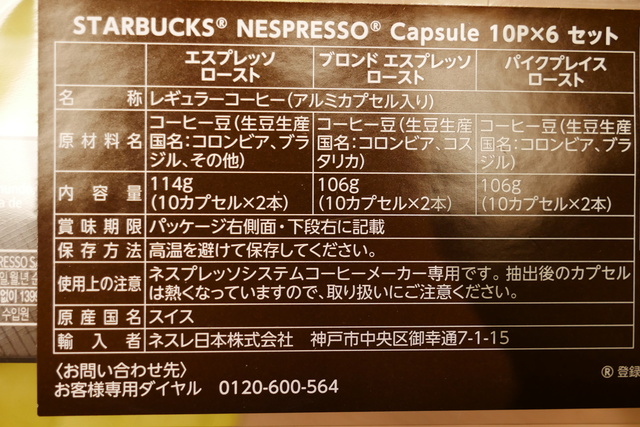 STARBUCKS® NESPRESSO® Capsule 10P×6 セット
エスプレッソ
ロースト
ブロンド エスプレッソ
ロースト
パイクプレイス
ロースト
名 称 レギュラーコーヒー(アルミカプセル入り)
原材料名
コーヒー豆(生豆生産
国名:コロンビア、ブラ
ジル、その他)
コーヒー豆(生豆生産
国名:コロンビア、コス
タリカ)
コーヒー豆(生豆生産
国名:コロンビア、ブラ
ジル)
内 容 量
114g
(10カプセル×2本)
106g
(10カプセル×2本)
106g
(10カプセル×2本)
賞味期限 パッケージ右側面・下段右に記載
保存方法 高温を避けて保存してください。
使用上の注意
ネスプレッソシステムコーヒーメーカー専用です。抽出後のカプセル
は熱くなっていますので、取り扱いにご注意ください。
原産国名 スイス
輸 入 者 ネスレ日本株式会社 神戸市中央区御幸通7-1-15
〈お問い合わせ先〉
お客様専用ダイヤル 0120-600-564
® 登録
수입원